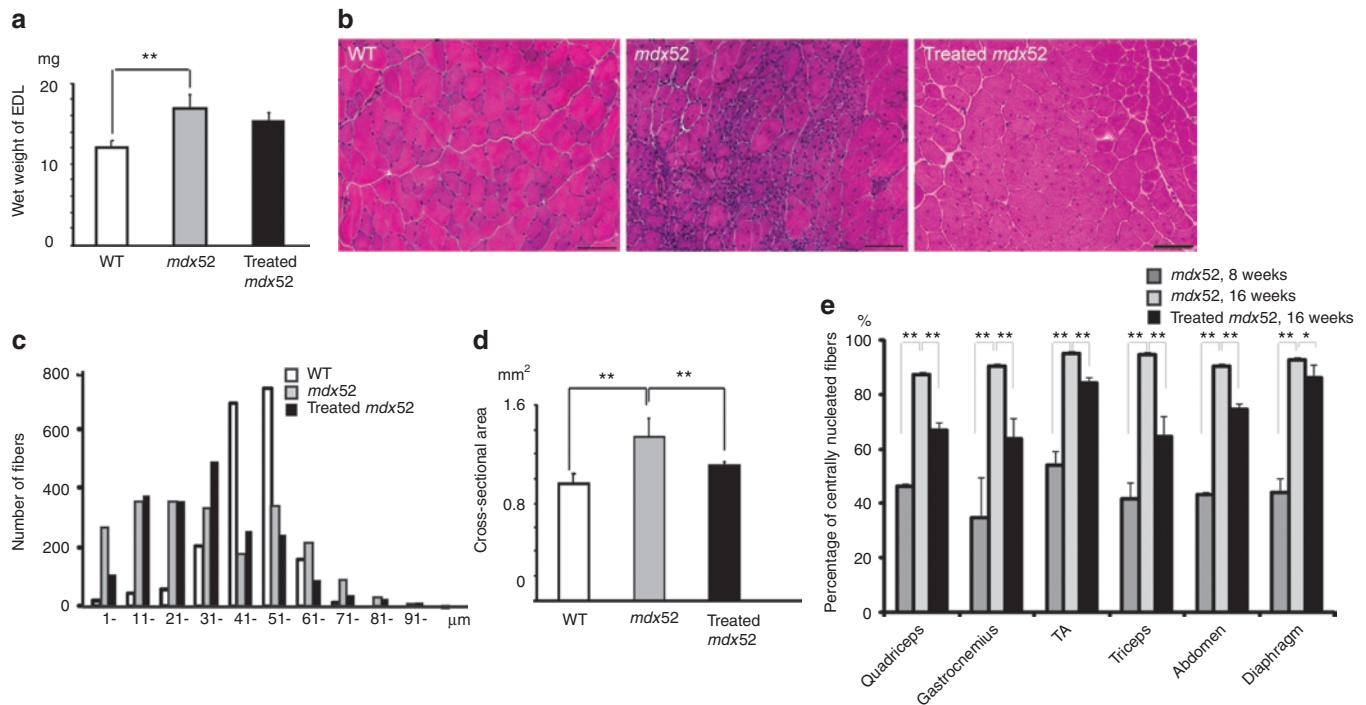 a
mg
**
20
10
0
Wet weight of EDL
WT
mdx52
Treated
mdx52
b
WT
mdx52
Treated mdx52
c
Number of fibers
800
600
400
200
0
WT
mdx52
Treated mdx52
1-
11-
21-
31-
41-
51-
61-
71-
81-
91-
μm
d
mm2
**
**
1.6
0.8
0
Cross-sectional area
WT
mdx52
Treated
mdx52
mdx52, 8 weeks
mdx52, 16 weeks
Treated mdx52, 16 weeks
e
%
Percentage of centrally nucleated fibers
100
80
60
40
20
0
** **
** **
** **
** **
** **
** *
Quadriceps
Gastrocnemius
TA
Triceps
Abdomen
Diaphragm